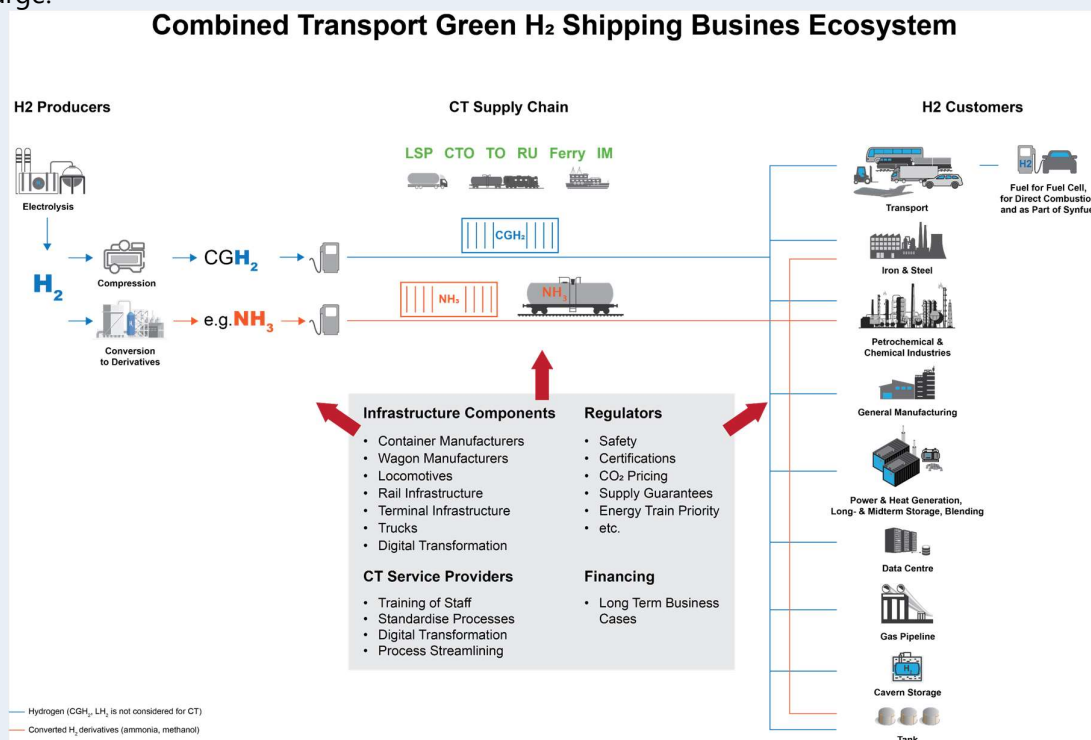 Combined Transport Green H₂ Shipping Busines Ecosystem
H2 Producers
CT Supply Chain
H2 Customers
LSP CTO TO RU Ferry IM
Electrolysis
H₂
Compression
CGH₂
CGH₂
Conversion
to Derivatives
e.g.NH₃
NH₃
NH₃
Transport
H2
Fuel for Fuel Cell,
for Direct Combustio
and as Part of Synfue
Iron & Steel
Petrochemical &
Chemical Industries
General Manufacturing
Power & Heat Generation,
Long- & Midterm Storage, Blending
Data Centre
Gas Pipeline
H₂
Cavern Storage
Tank
Infrastructure Components
• Container Manufacturers
• Wagon Manufacturers
• Locomotives
• Rail Infrastructure
• Terminal Infrastructure
• Trucks
• Digital Transformation
Regulators
• Safety
• Certifications
• CO₂ Pricing
• Supply Guarantees
• Energy Train Priority
• etc.
CT Service Providers
• Training of Staff
• Standardise Processes
• Digital Transformation
• Process Streamlining
Financing
• Long Term Business
Cases
Hydrogen (CGH₂, LH₂ is not considered for CT)
Converted H₂ derivatives (ammonia, methanol)